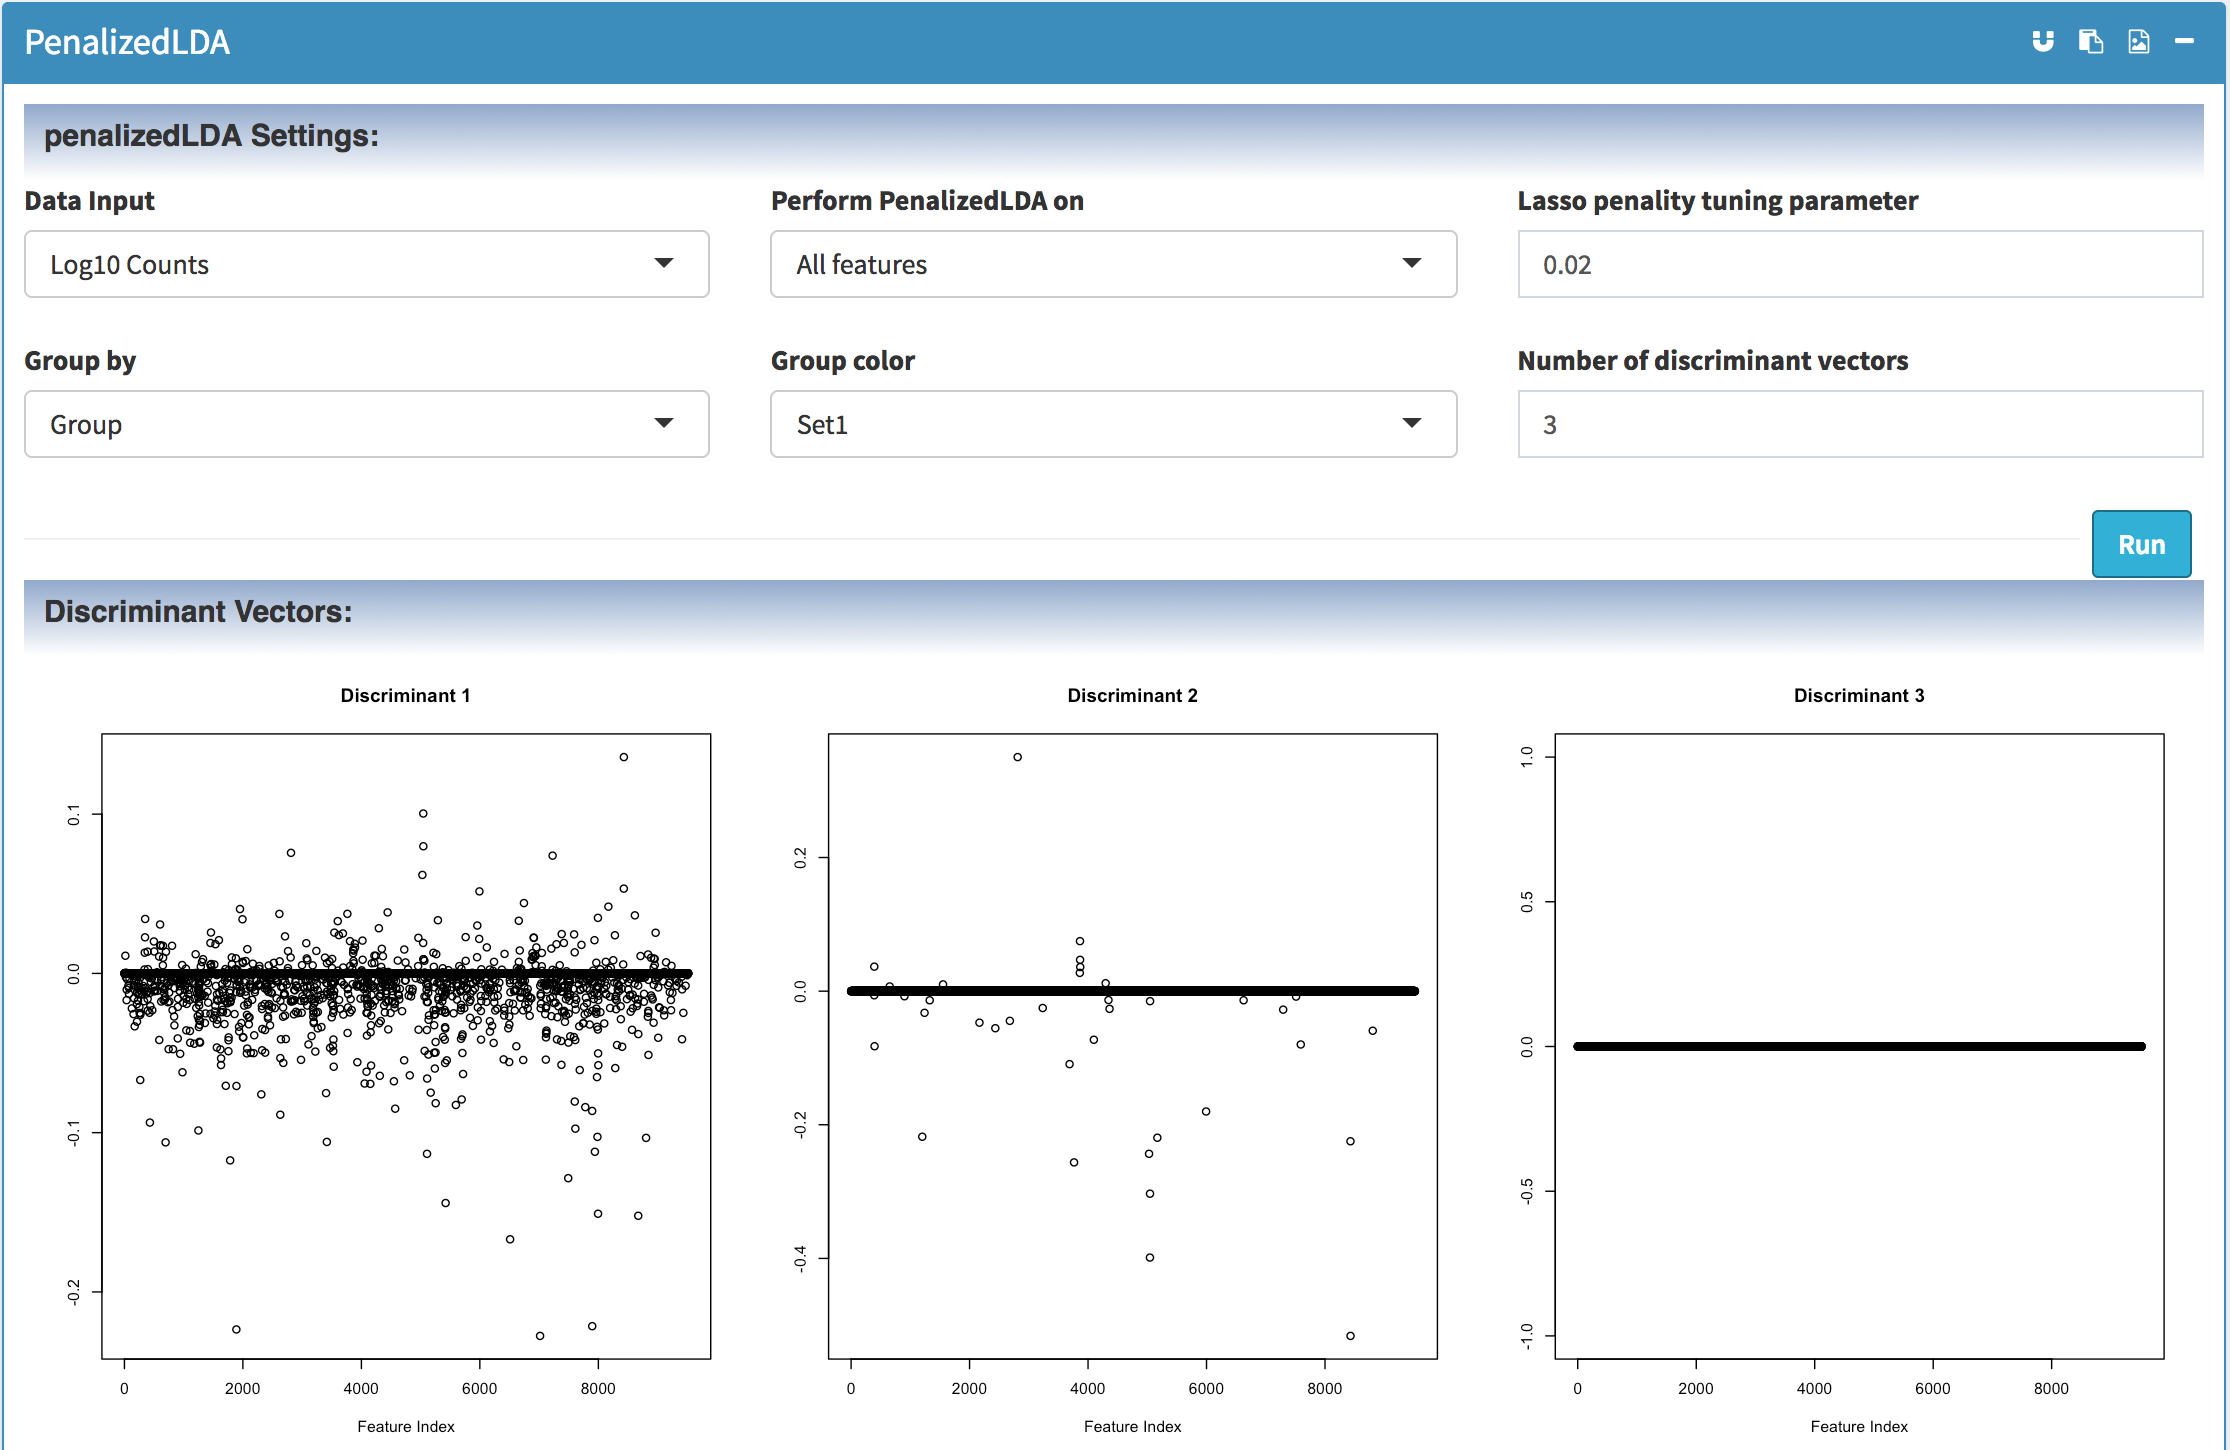 PenalizedLDA
penalizedLDA Settings:
Data Input
Perform PenalizedLDA on
Lasso penality tuning parameter
Log10 Counts
All features
0.02
Group by
Group color
Number of discriminant vectors
Group
Set1
3
Run
Discriminant Vectors:
Discriminant 1
0.1
0.0
-0.1
-0.2
0 2000 4000 6000 8000
Feature Index
Discriminant 2
0.2
0.0
-0.2
-0.4
0 2000 4000 6000 8000
Feature Index
Discriminant 3
1.0
0.5
0.0
-0.5
-1.0
0 2000 4000 6000 8000
Feature Index